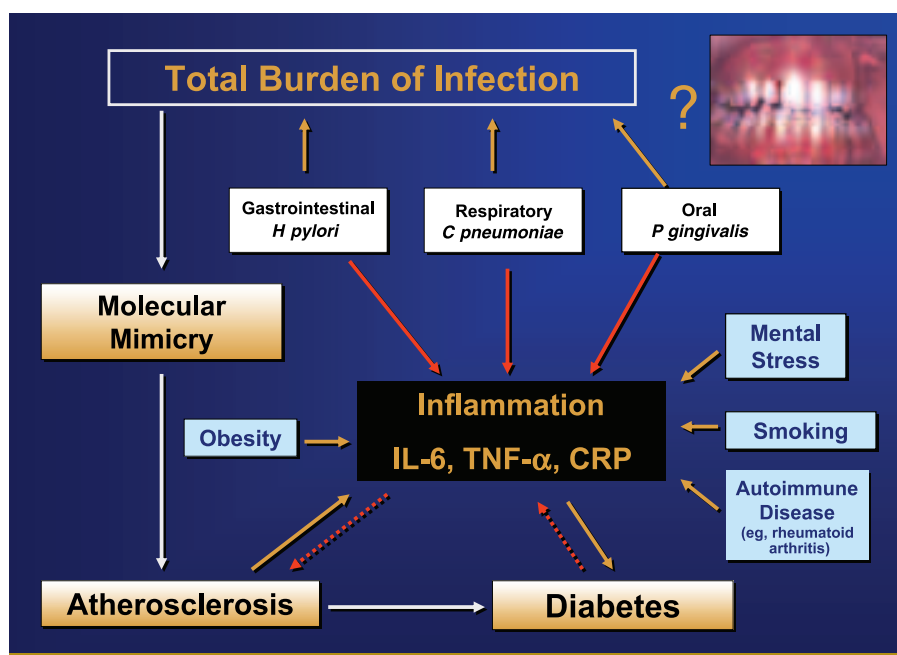 Total Burden of Infection
?
Gastrointestinal
H pylori
Respiratory
C pneumoniae
Oral
P gingivalis
Molecular
Mimicry
Mental
Stress
Inflammation
IL-6, TNF-α, CRP
Obesity
Smoking
Autoimmune
Disease
(eg, rheumatoid
arthritis)
Atherosclerosis
Diabetes